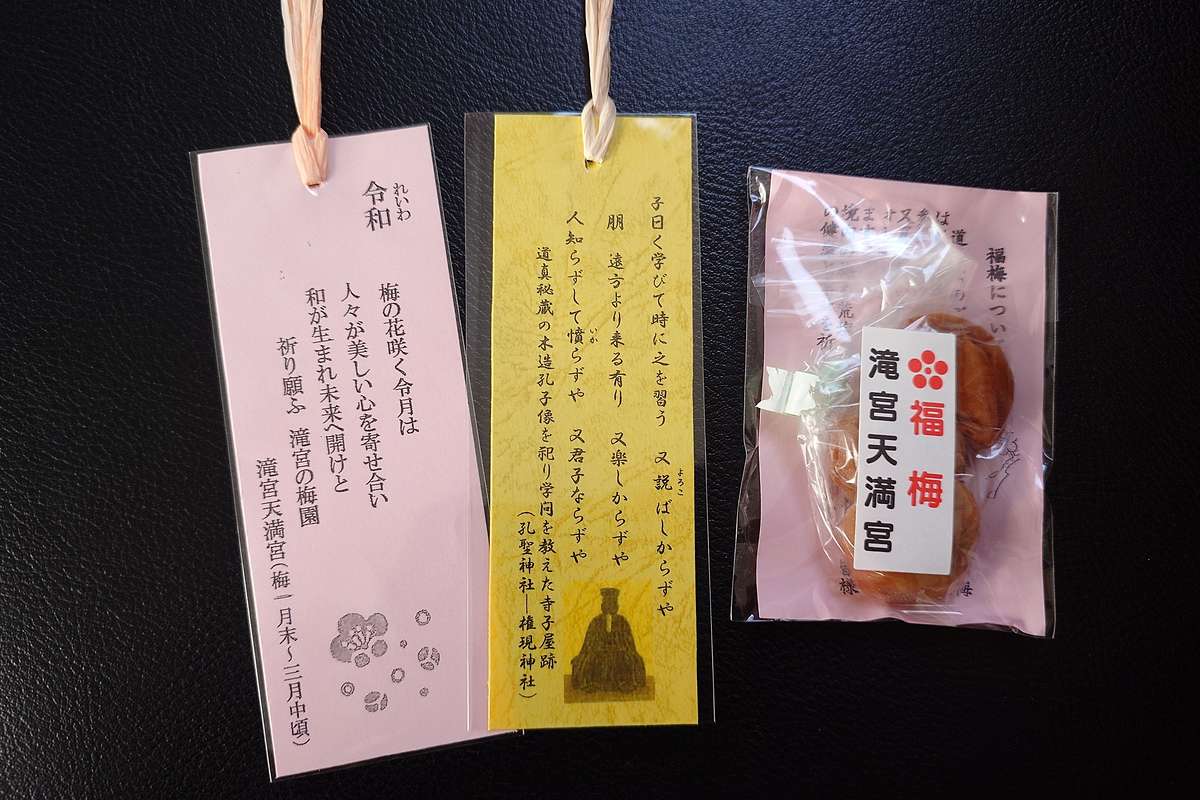 令和
れいわ
梅の花咲く令月は
人々が美しい心を寄せ合い
和が生まれ未来へ開けと
祈り願ふ 滝宮の梅園
滝宮天満宮(梅一月末~三月中頃)
子曰く学びて時に之を習う 又説ばしからずや
よろこ
朋 遠方より来る有り 又楽しからずや
人知らずして憤らずや 又君子ならずや
いか
道真秘蔵の木造孔子像を祀り学問を教えた寺子屋跡
(孔聖神社―権現神社)
福梅につい
福梅
滝宮天満宮